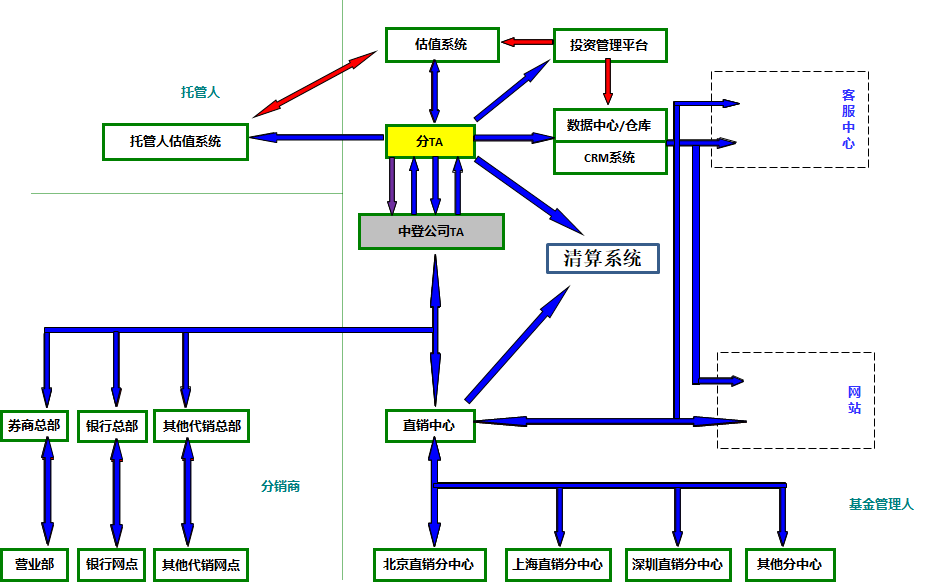 估值系统
投资管理平台
托管人
客服中心
托管人估值系统
分TA
数据中心/仓库
CRM系统
中登公司TA
清算系统
网站
券商总部
银行总部
其他代销总部
直销中心
分销商
基金管理人
营业部
银行网点
其他代销网点
北京直销分中心
上海直销分中心
深圳直销分中心
其他分中心